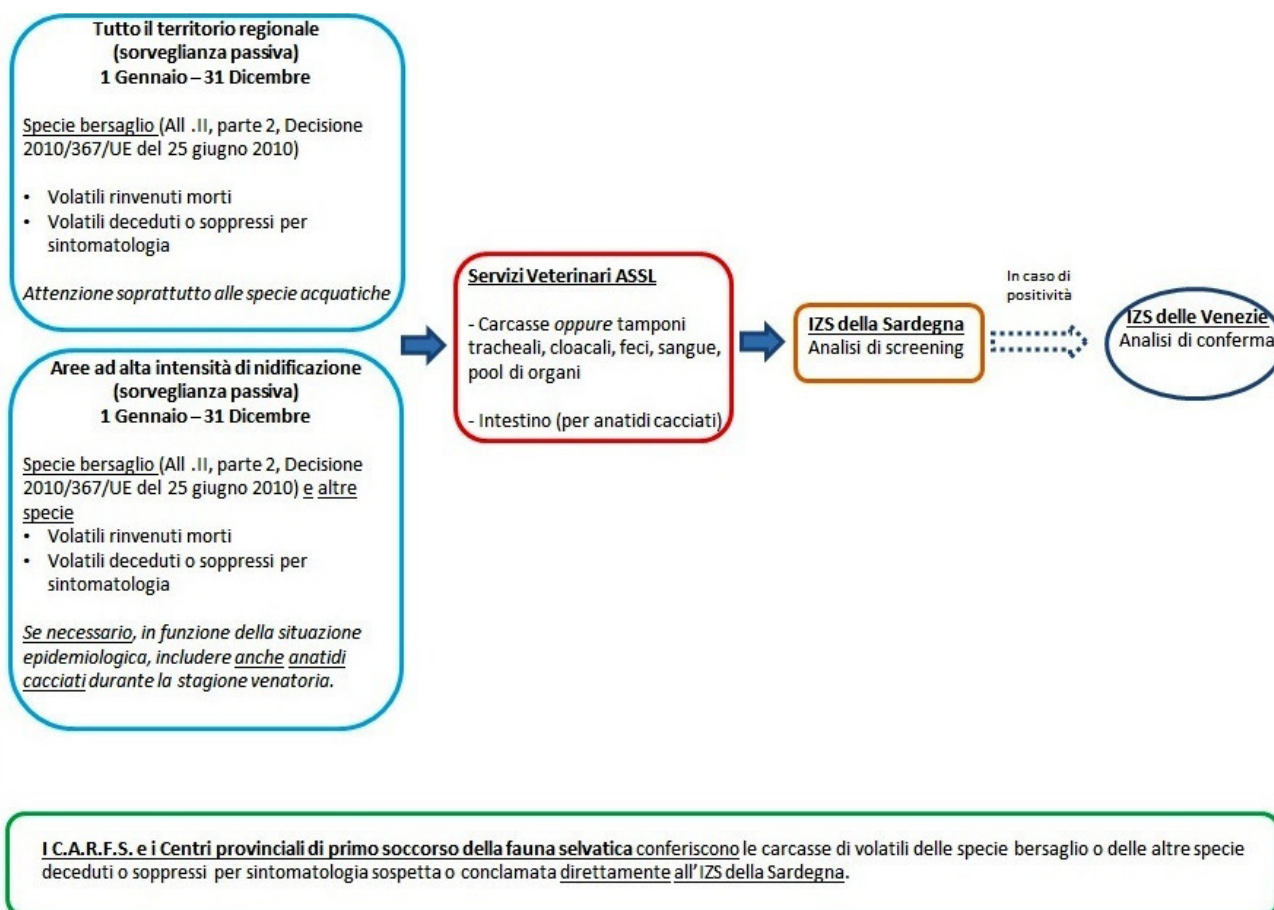 Tutto il territorio regionale
(sorveglianza passiva)
1 Gennaio – 31 Dicembre
Specie bersaglio (All .II, parte 2, Decisione
2010/367/UE del 25 giugno 2010)
• Volatili rinvenuti morti
• Volatili deceduti o soppressi per
sintomatologia
Attenzione soprattutto alle specie acquatiche
Aree ad alta intensità di nidificazione
(sorveglianza passiva)
1 Gennaio – 31 Dicembre
Specie bersaglio (All .II, parte 2, Decisione
2010/367/UE del 25 giugno 2010) e altre
specie
• Volatili rinvenuti morti
• Volatili deceduti o soppressi per
sintomatologia
Se necessario, in funzione della situazione
epidemiologica, includere anche anatidi
cacciati durante la stagione venatoria.
Servizi Veterinari ASSL
- Carcasse oppure tamponi
tracheali, cloacali, feci, sangue,
pool di organi
- Intestino (per anatidi cacciati)
IZS della Sardegna
Analisi di screening
In caso di
positività
IZS delle Venezie
Analisi di conferma
I C.A.R.F.S. e i Centri provinciali di primo soccorso della fauna selvatica conferiscono le carcasse di volatili delle specie bersaglio o delle altre specie
deceduti o soppressi per sintomatologia sospetta o conclamata direttamente all'IZS della Sardegna.